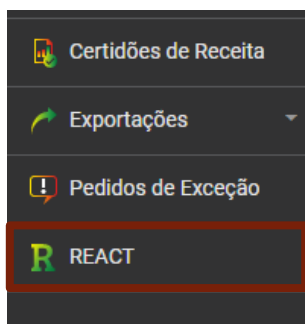 Certidões de Receita
Exportações
Pedidos de Exceção
R REACT